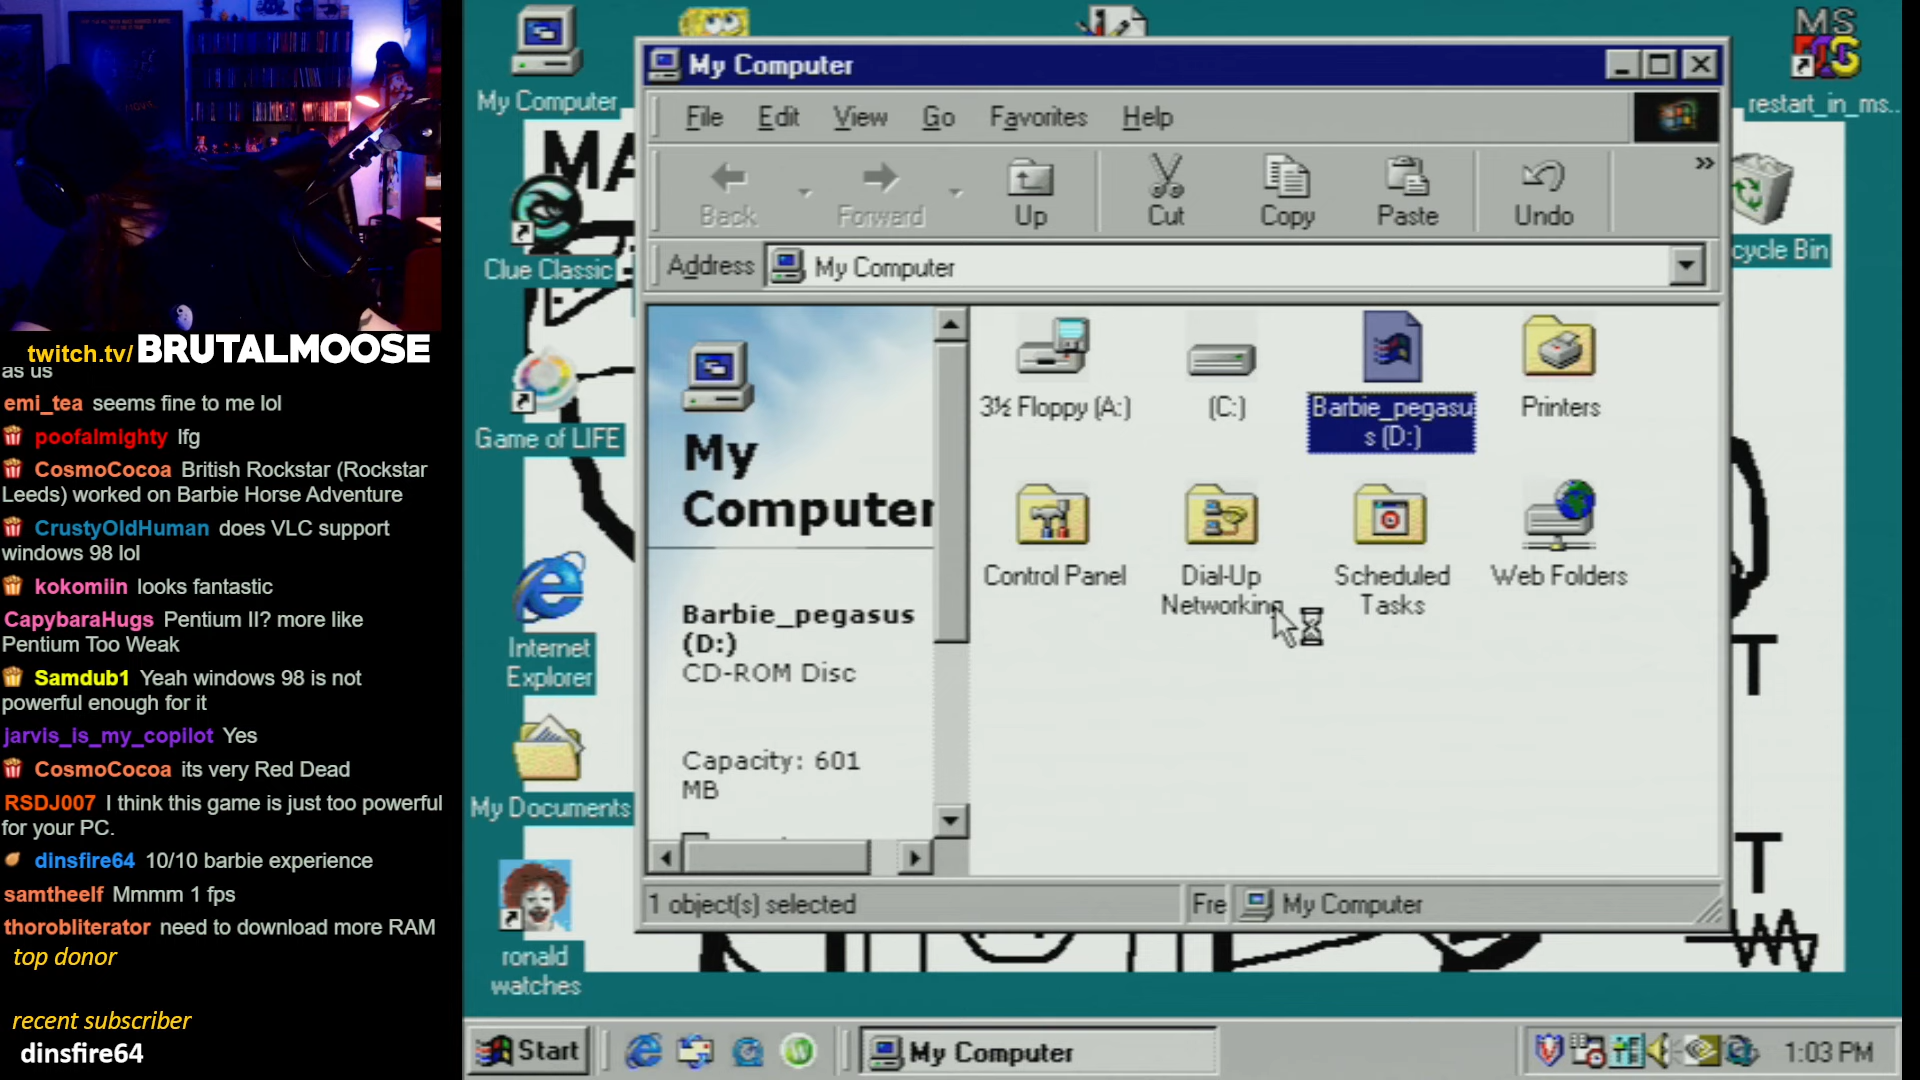 twitch.tv/BRUTALMOOSE
as us
emi_tea seems fine to me lol
poofalmlghty lfg
CosmoCocoa British Rockstar (Rockstar
Leeds) worked on Barbie Horse Adventure
CrustyOldHuman does VLC support
windows 98 lol
kokomiin looks fantastic
CapybaraHugs Pentium II? more like
Pentium Too Weak
Samdub1 Yeah windows 98 is not
powerful enough for it
jarvis_is_my_copilot Yes
CosmoCocoa its very Red Dead
RSDJ007 I think this game is just too powerful
for your PC.
dinsfire64 10/10 barbie experience
samtheelf Mmmm 1 fps
thorobliterator need to download more RAM
top donor
recent subscriber
dinsfire64
My Computer
MA
Clue Classic
Game of LIFE
Internet
Explorer
My Documents
ronald
watches
My Computer
File Edit View Go Favorites Help
Back Forward Up Cut Copy Paste Undo »
Address My Computer
My
Computer
Barbie_pegasus
(D:)
CD-ROM Disc
Capacity: 601
MB
3½ Floppy (A:)
(C:)
Barbie_pegasu
s (D:)
Printers
Control Panel
Dial-Up
Networking
Scheduled
Tasks
Web Folders
1 object(s) selected
Fre
My Computer
MS
restart_in_ms...
cycle Bin
T
T
Start
My Computer
1:03 PM